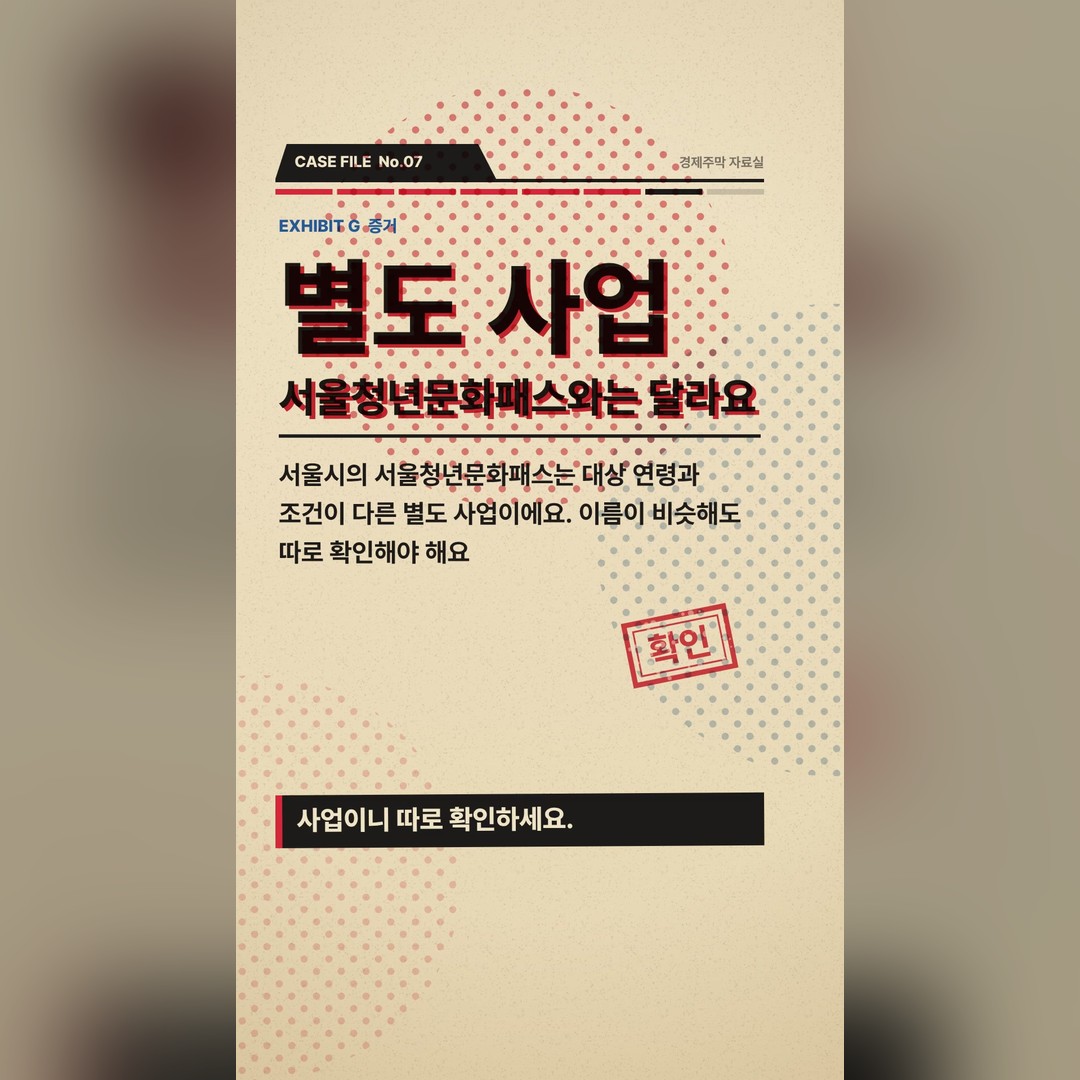 CASE FILE No.07
경제주막 자료실
EXHIBIT G 증거
별도 사업
서울청년문화패스와는 달라요
서울시의 서울청년문화패스는 대상 연령과
조건이 다른 별도 사업이에요. 이름이 비슷해도
따로 확인해야 해요
확인
사업이니 따로 확인하세요.